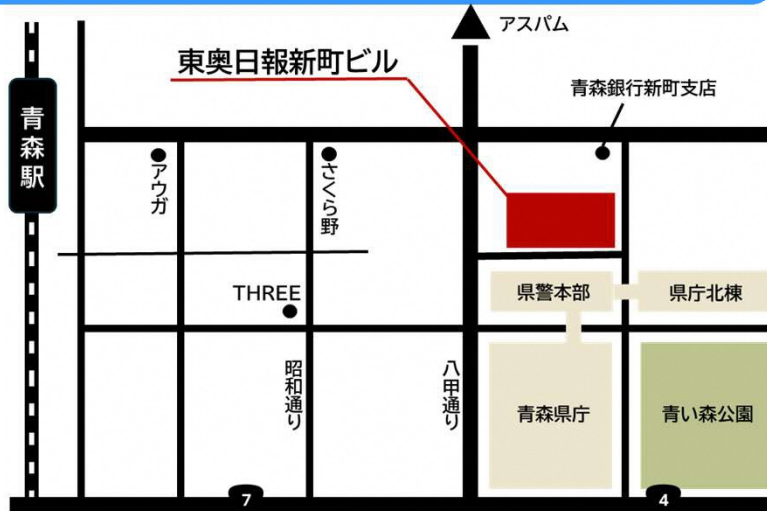 アスパム
東奥日報新町ビル
青森銀行新町支店
青森駅
アウガ
さくら野
THREE
県警本部
県庁北棟
昭和通り
八甲通り
青森県庁
青い森公園
7
4